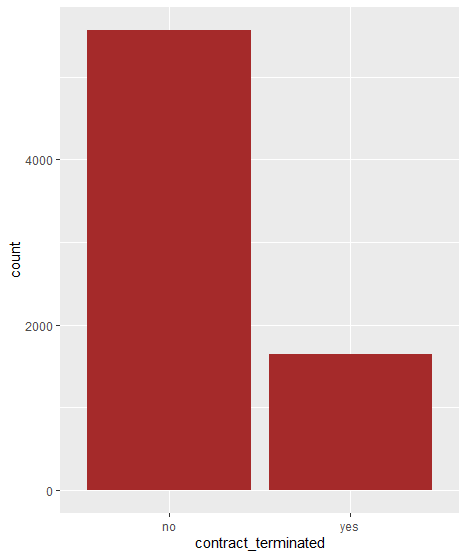 count
4000
2000
0
no yes
contract_terminated